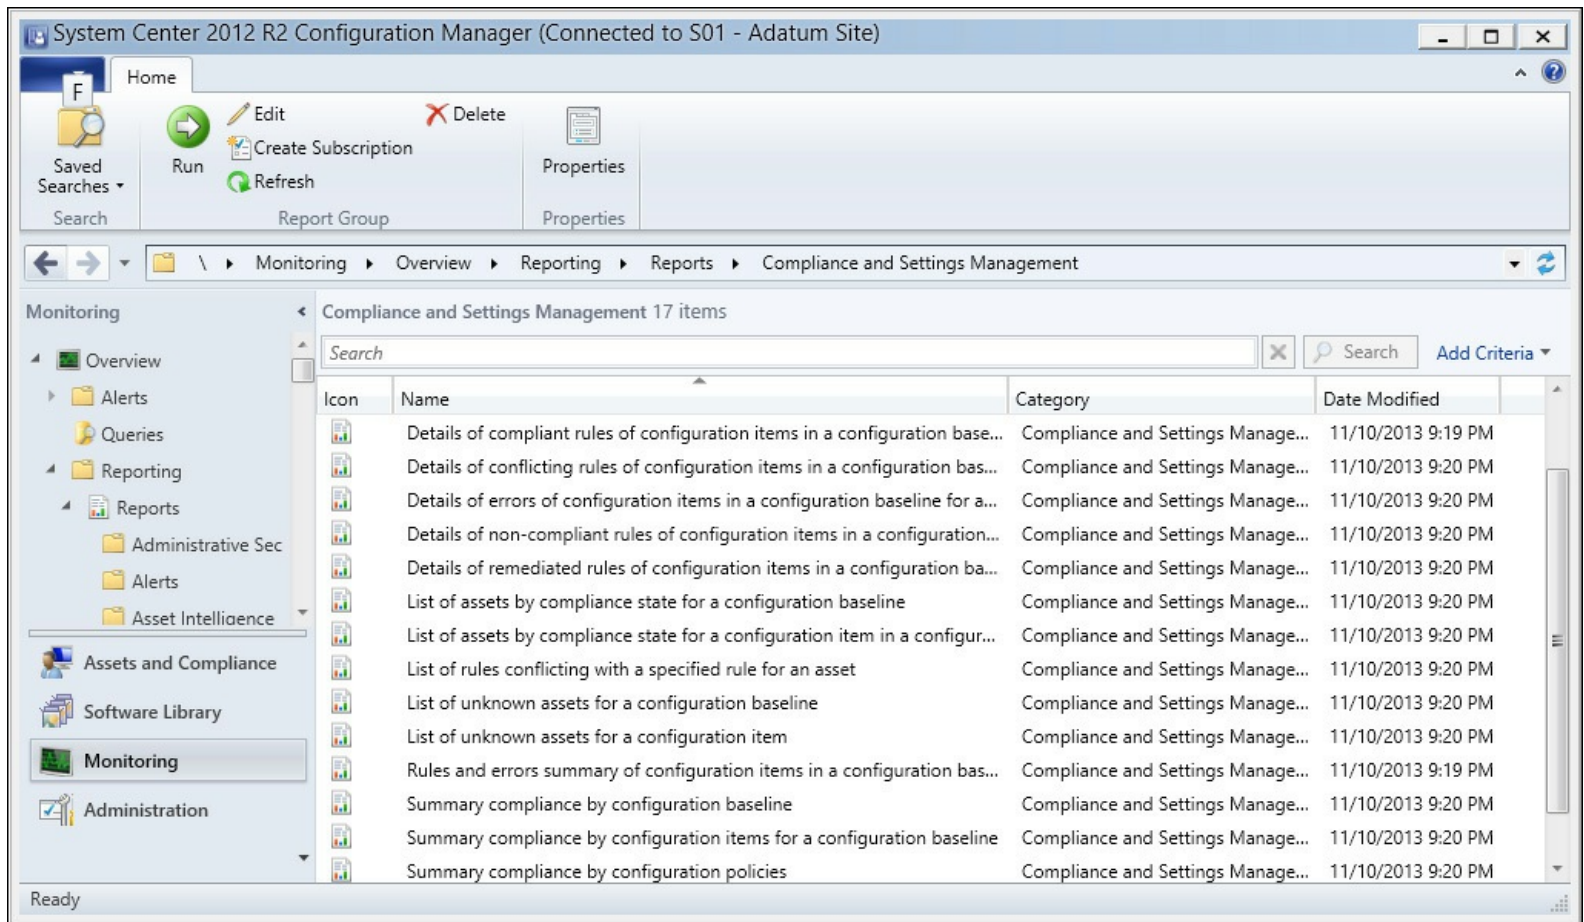 System Center 2012 R2 Configuration Manager (Connected to S01 - Adatum Site)
F
Home
Saved Searches
Run
Edit
Create Subscription
Refresh
Delete
Properties
Search
Report Group
Properties
\ Monitoring Overview Reporting Reports Compliance and Settings Management
Monitoring
Overview
Alerts
Queries
Reporting
Reports
Administrative Sec
Alerts
Asset Intelligence
Assets and Compliance
Software Library
Monitoring
Administration
Compliance and Settings Management 17 items
Search
Search
Add Criteria
Icon Name Category Date Modified
Details of compliant rules of configuration items in a configuration base... Compliance and Settings Manage... 11/10/2013 9:19 PM
Details of conflicting rules of configuration items in a configuration bas... Compliance and Settings Manage... 11/10/2013 9:20 PM
Details of errors of configuration items in a configuration baseline for a... Compliance and Settings Manage... 11/10/2013 9:20 PM
Details of non-compliant rules of configuration items in a configuration... Compliance and Settings Manage... 11/10/2013 9:20 PM
Details of remediated rules of configuration items in a configuration ba... Compliance and Settings Manage... 11/10/2013 9:20 PM
List of assets by compliance state for a configuration baseline Compliance and Settings Manage... 11/10/2013 9:20 PM
List of assets by compliance state for a configuration item in a configur... Compliance and Settings Manage... 11/10/2013 9:20 PM
List of rules conflicting with a specified rule for an asset Compliance and Settings Manage... 11/10/2013 9:20 PM
List of unknown assets for a configuration baseline Compliance and Settings Manage... 11/10/2013 9:20 PM
List of unknown assets for a configuration item Compliance and Settings Manage... 11/10/2013 9:20 PM
Rules and errors summary of configuration items in a configuration bas... Compliance and Settings Manage... 11/10/2013 9:19 PM
Summary compliance by configuration baseline Compliance and Settings Manage... 11/10/2013 9:20 PM
Summary compliance by configuration items for a configuration baseline Compliance and Settings Manage... 11/10/2013 9:20 PM
Summary compliance by configuration policies Compliance and Settings Manage... 11/10/2013 9:20 PM
Ready